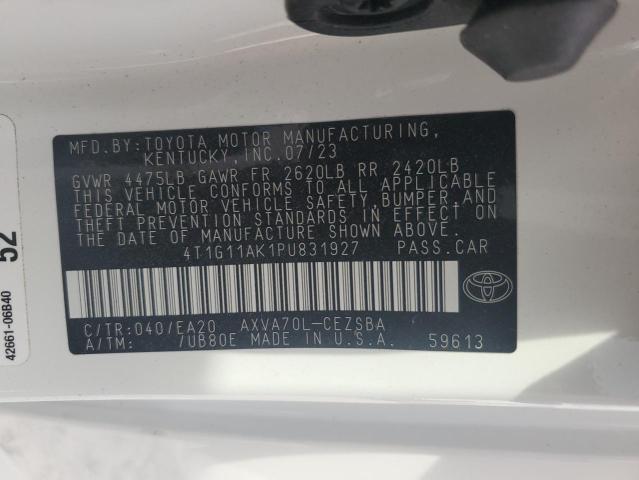 MFD.BY:TOYOTA MOTOR MANUFACTURING,
KENTUCKY,INC.07/23
GVWR 4475LB GAWR FR 2620LB RR 2420LB
THIS VEHICLE CONFORMS TO ALL APPLICABLE
FEDERAL MOTOR VEHICLE SAFETY,BUMPER,AND
THEFT PREVENTION STANDARDS IN EFFECT ON
THE DATE OF MANUFACTURE SHOWN ABOVE.
4T1G11AK1PU831927 PASS.CAR
C/TR:040/EA20 AXVA70L-CEZSBA
A/TM: /UB80E MADE IN U.S.A. 59613
52
42661-06B40